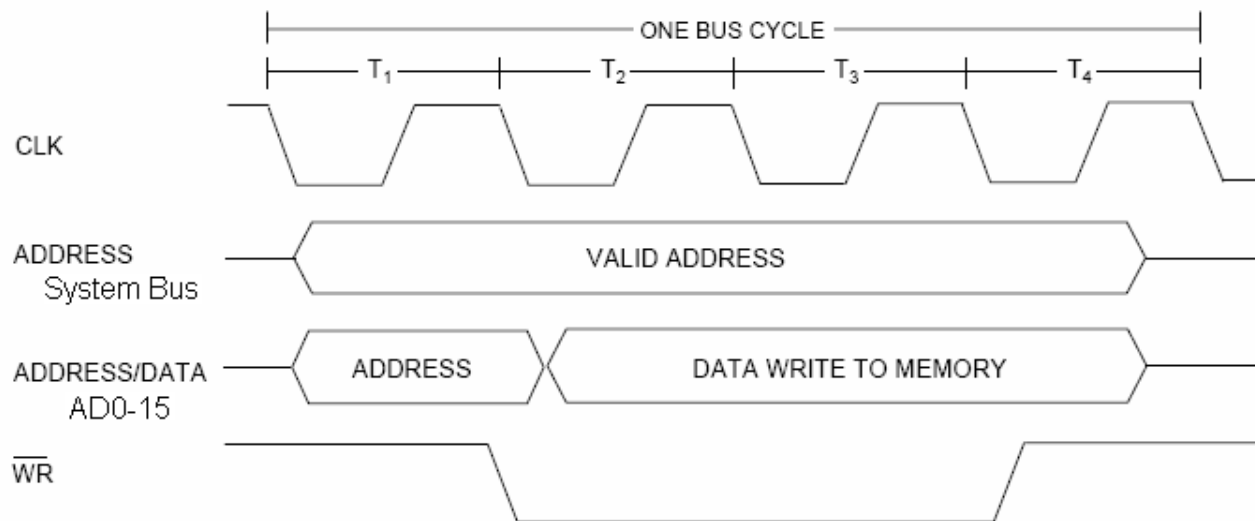 ONE BUS CYCLE
T₁ T₂ T₃ T₄
CLK
ADDRESS VALID ADDRESS
System Bus
ADDRESS/DATA ADDRESS DATA WRITE TO MEMORY
AD0-15
W̅R̅